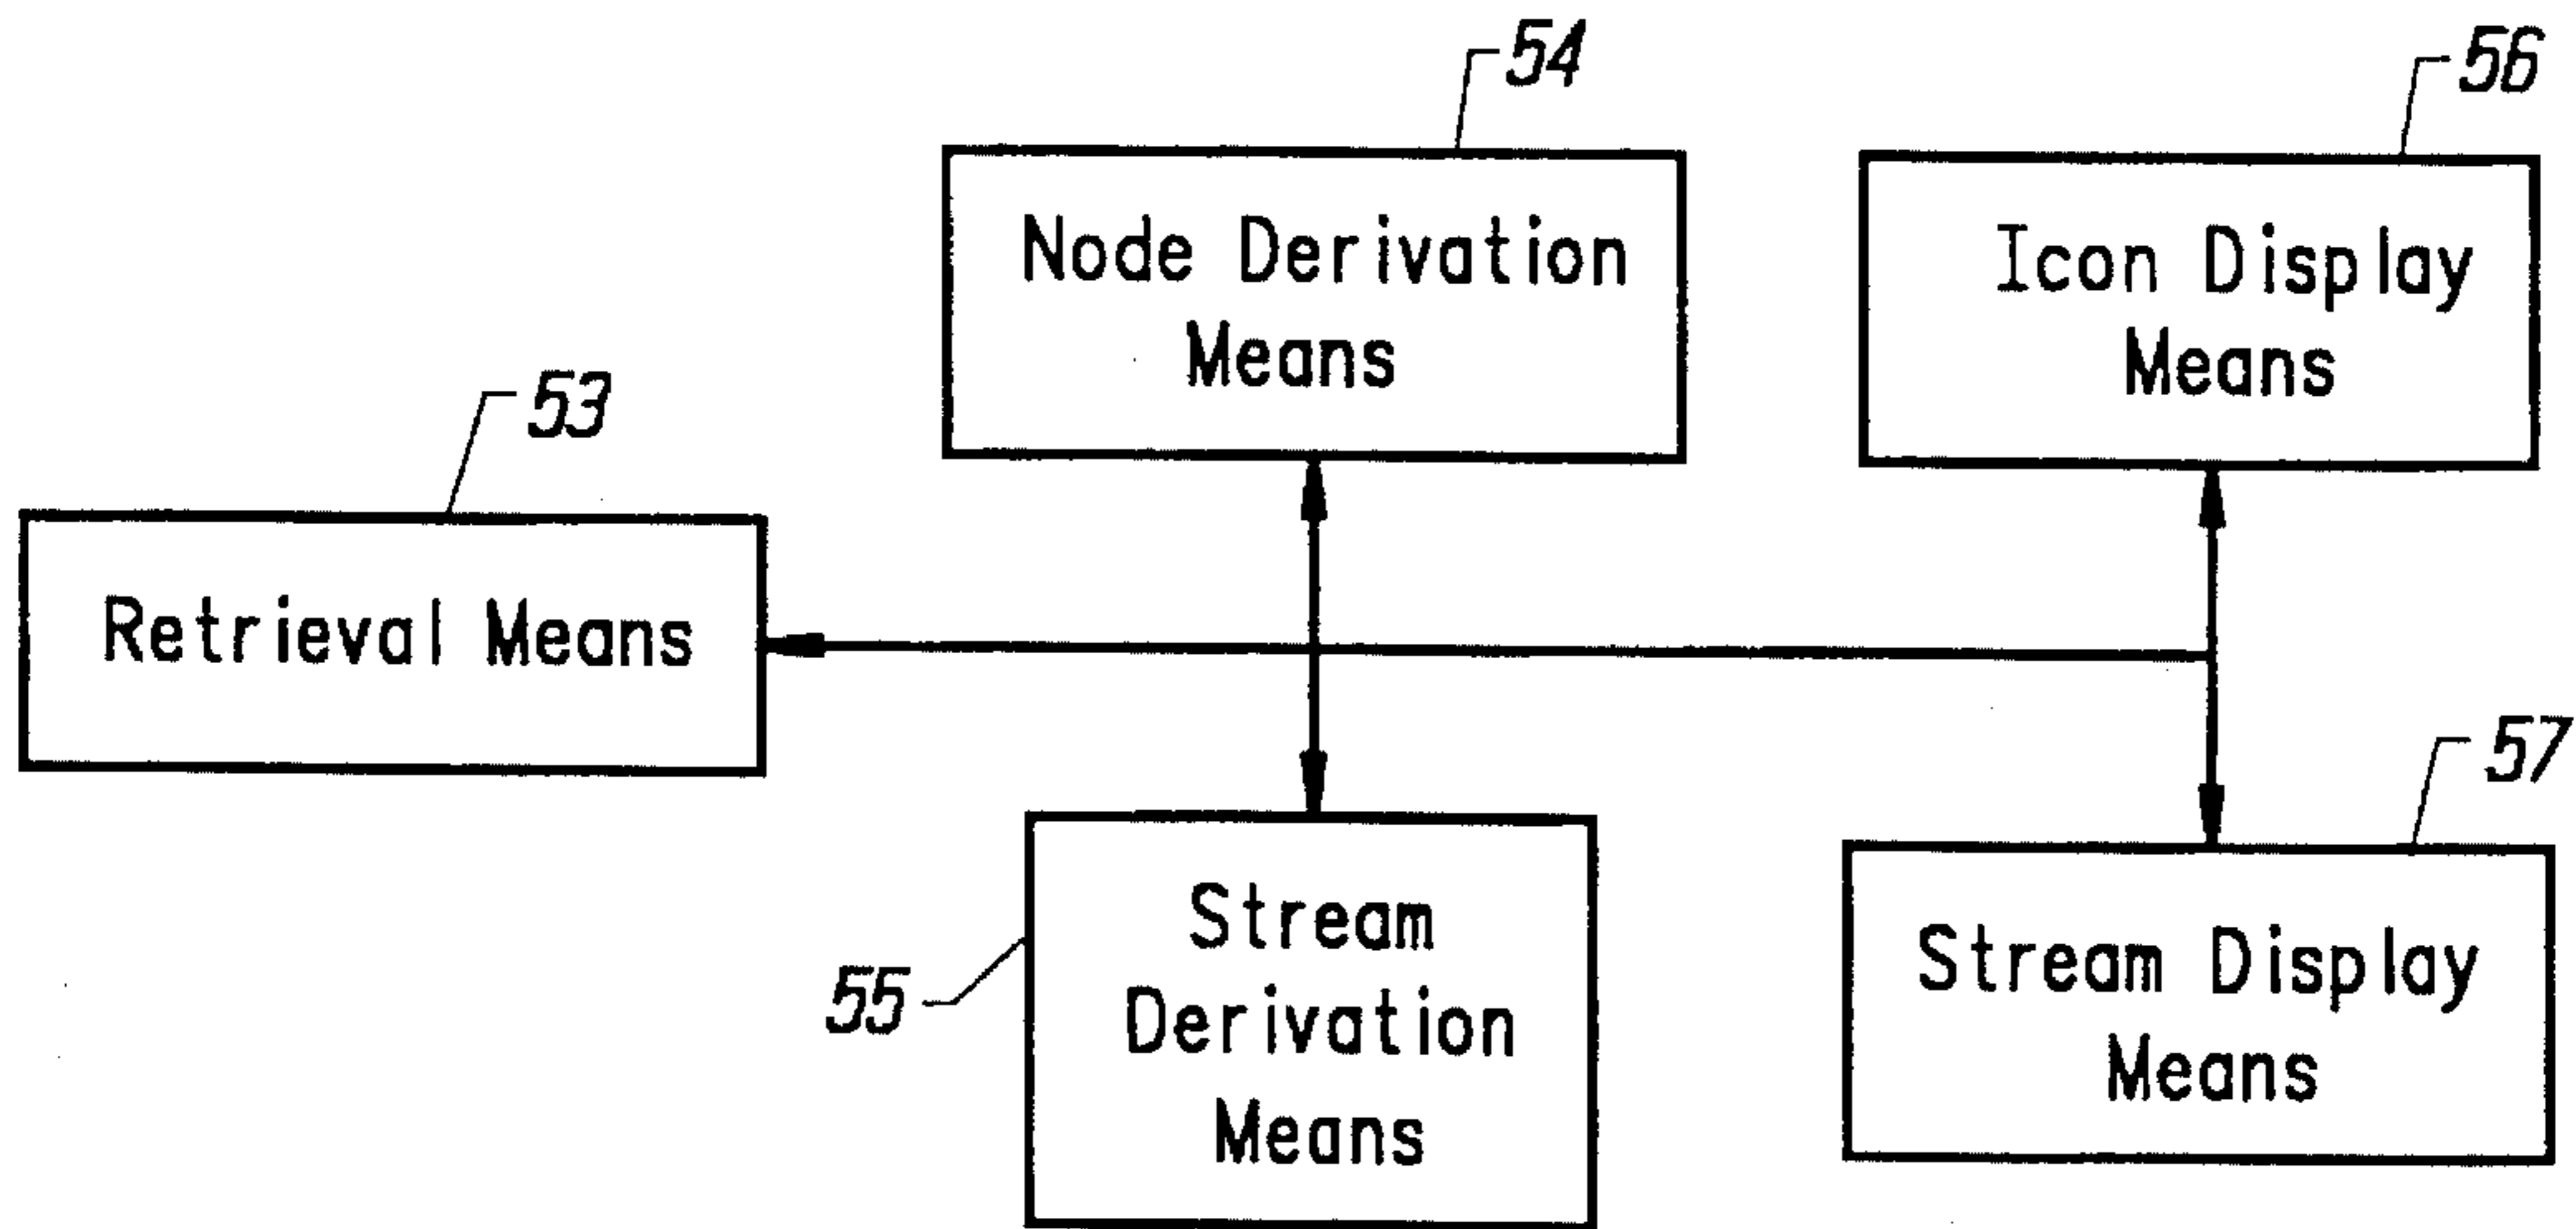 54
Node Derivation
Means
56
Icon Display
Means
53
Retrieval Means
55
Stream
Derivation
Means
57
Stream Display
Means